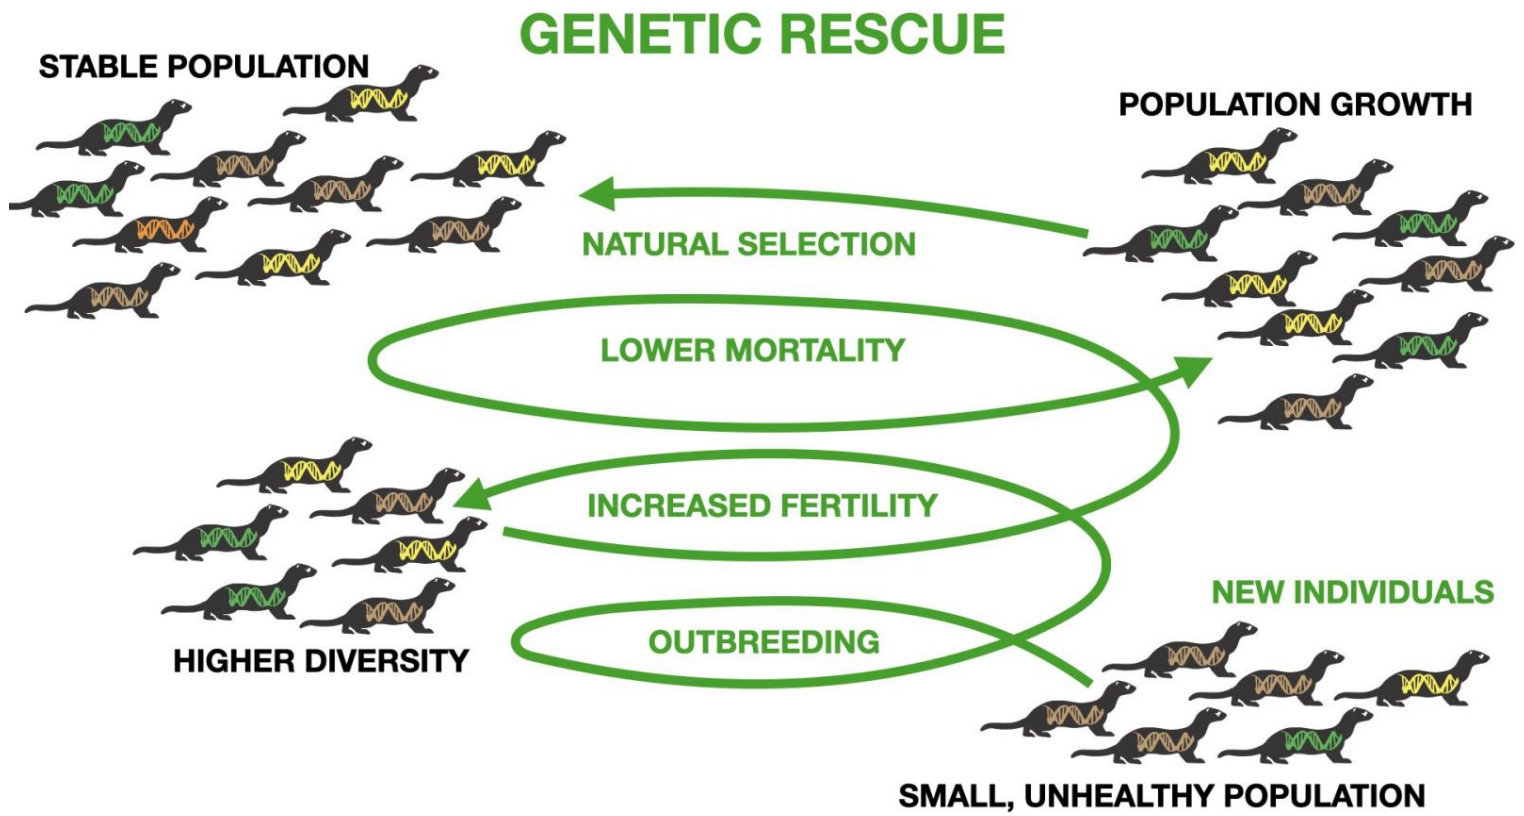 GENETIC RESCUE
STABLE POPULATION
POPULATION GROWTH
NATURAL SELECTION
LOWER MORTALITY
INCREASED FERTILITY
NEW INDIVIDUALS
OUTBREEDING
HIGHER DIVERSITY
SMALL, UNHEALTHY POPULATION